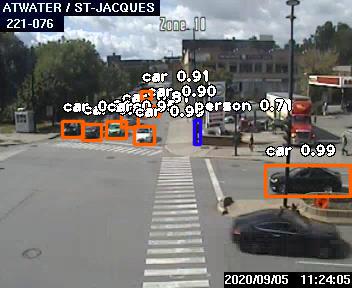 ATWATER / ST-JACQUES
221-076
Zone 10
car 0.91
car 0.90
person 0.71
car 0.99
2020/09/05 11:24:05